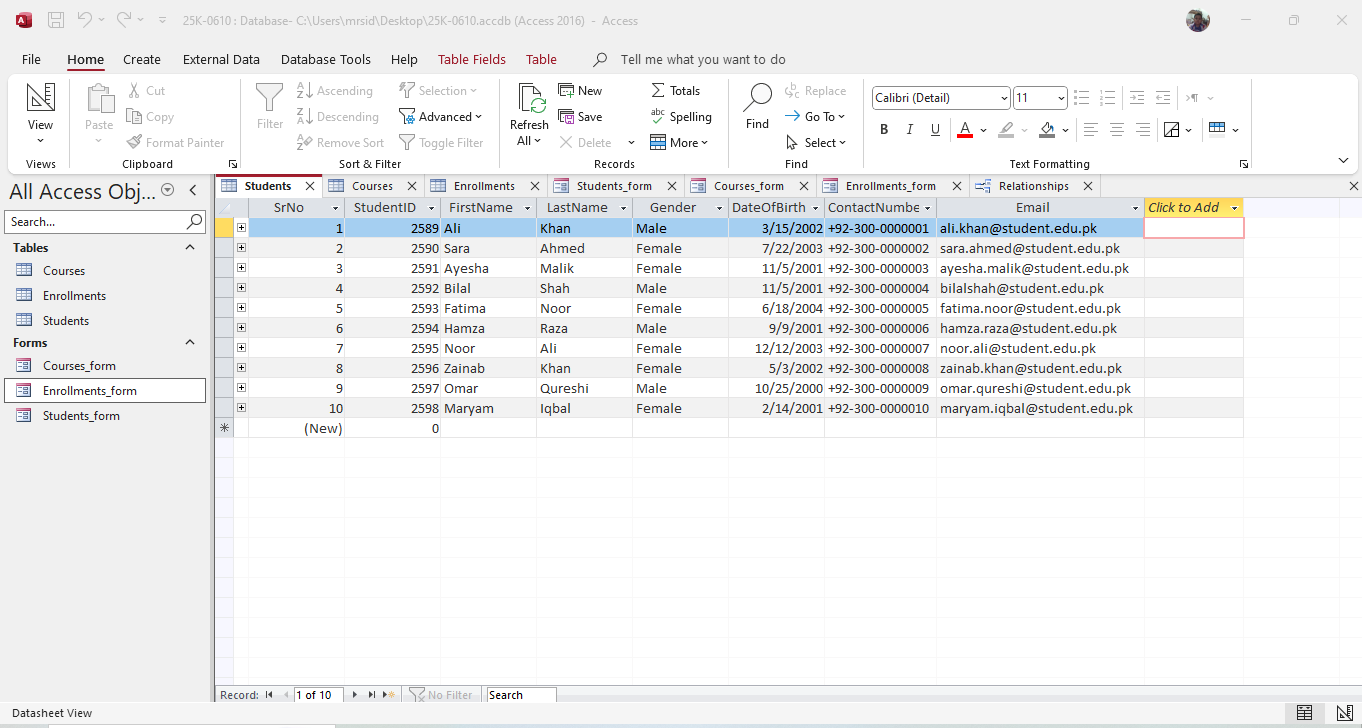 25K-0610 : Database- C:\Users\mrsid\Desktop\25K-0610.accdb (Access 2016) - Access
File Home Create External Data Database Tools Help Table Fields Table Tell me what you want to do
View
Views
Paste
Cut
Copy
Format Painter
Clipboard
Filter
Ascending
Descending
Remove Sort
Selection
Advanced
Toggle Filter
Sort & Filter
Refresh
All
New
Save
Delete
Totals
Spelling
More
Records
Find
Replace
Go To
Select
Find
Calibri (Detail) 11
B I U A
Text Formatting
All Access Obj...
Search...
Tables
Courses
Enrollments
Students
Forms
Courses_form
Enrollments_form
Students_form
Students Courses Enrollments Students_form Courses_form Enrollments_form Relationships
SrNo StudentID FirstName LastName Gender DateOfBirth ContactNumbe Email Click to Add
1 2589 Ali Khan Male 3/15/2002 +92-300-0000001 ali.khan@student.edu.pk
2 2590 Sara Ahmed Female 7/22/2003 +92-300-0000002 sara.ahmed@student.edu.pk
3 2591 Ayesha Malik Female 11/5/2001 +92-300-0000003 ayesha.malik@student.edu.pk
4 2592 Bilal Shah Male 11/5/2001 +92-300-0000004 bilalshah@student.edu.pk
5 2593 Fatima Noor Female 6/18/2004 +92-300-0000005 fatima.noor@student.edu.pk
6 2594 Hamza Raza Male 9/9/2001 +92-300-0000006 hamza.raza@student.edu.pk
7 2595 Noor Ali Female 12/12/2003 +92-300-0000007 noor.ali@student.edu.pk
8 2596 Zainab Khan Female 5/3/2002 +92-300-0000008 zainab.khan@student.edu.pk
9 2597 Omar Qureshi Male 10/25/2000 +92-300-0000009 omar.qureshi@student.edu.pk
10 2598 Maryam Iqbal Female 2/14/2001 +92-300-0000010 maryam.iqbal@student.edu.pk
(New) 0
Record: 1 of 10 No Filter Search
Datasheet View